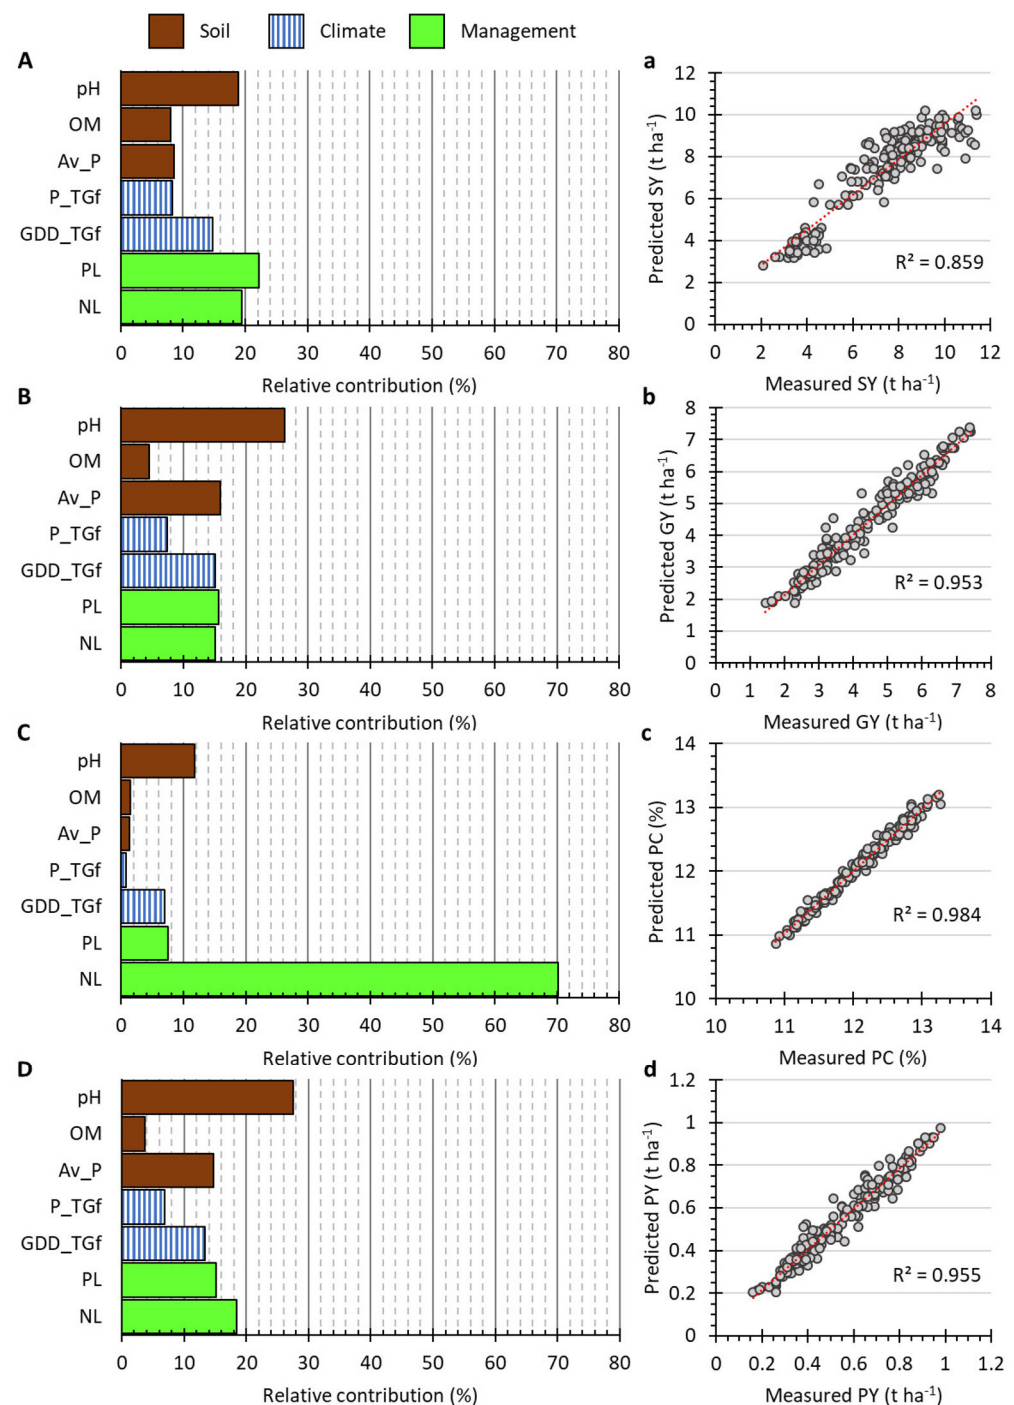 Soil Climate Management
A
pH
OM
Av_P
P_TGf
GDD_TGf
PL
NL
0 10 20 30 40 50 60 70 80
Relative contribution (%)
a
12
10
8
6
4
2
0
Predicted SY (t ha⁻¹)
R² = 0.859
0 2 4 6 8 10 12
Measured SY (t ha⁻¹)
B
pH
OM
Av_P
P_TGf
GDD_TGf
PL
NL
0 10 20 30 40 50 60 70 80
Relative contribution (%)
b
8
7
6
5
4
3
2
1
0
Predicted GY (t ha⁻¹)
R² = 0.953
0 1 2 3 4 5 6 7 8
Measured GY (t ha⁻¹)
C
pH
OM
Av_P
P_TGf
GDD_TGf
PL
NL
0 10 20 30 40 50 60 70 80
Relative contribution (%)
c
14
13
12
11
10
Predicted PC (%)
R² = 0.984
10 11 12 13 14
Measured PC (%)
D
pH
OM
Av_P
P_TGf
GDD_TGf
PL
NL
0 10 20 30 40 50 60 70 80
Relative contribution (%)
d
1.2
1
0.8
0.6
0.4
0.2
0
Predicted PY (t ha⁻¹)
R² = 0.955
0 0.2 0.4 0.6 0.8 1 1.2
Measured PY (t ha⁻¹)